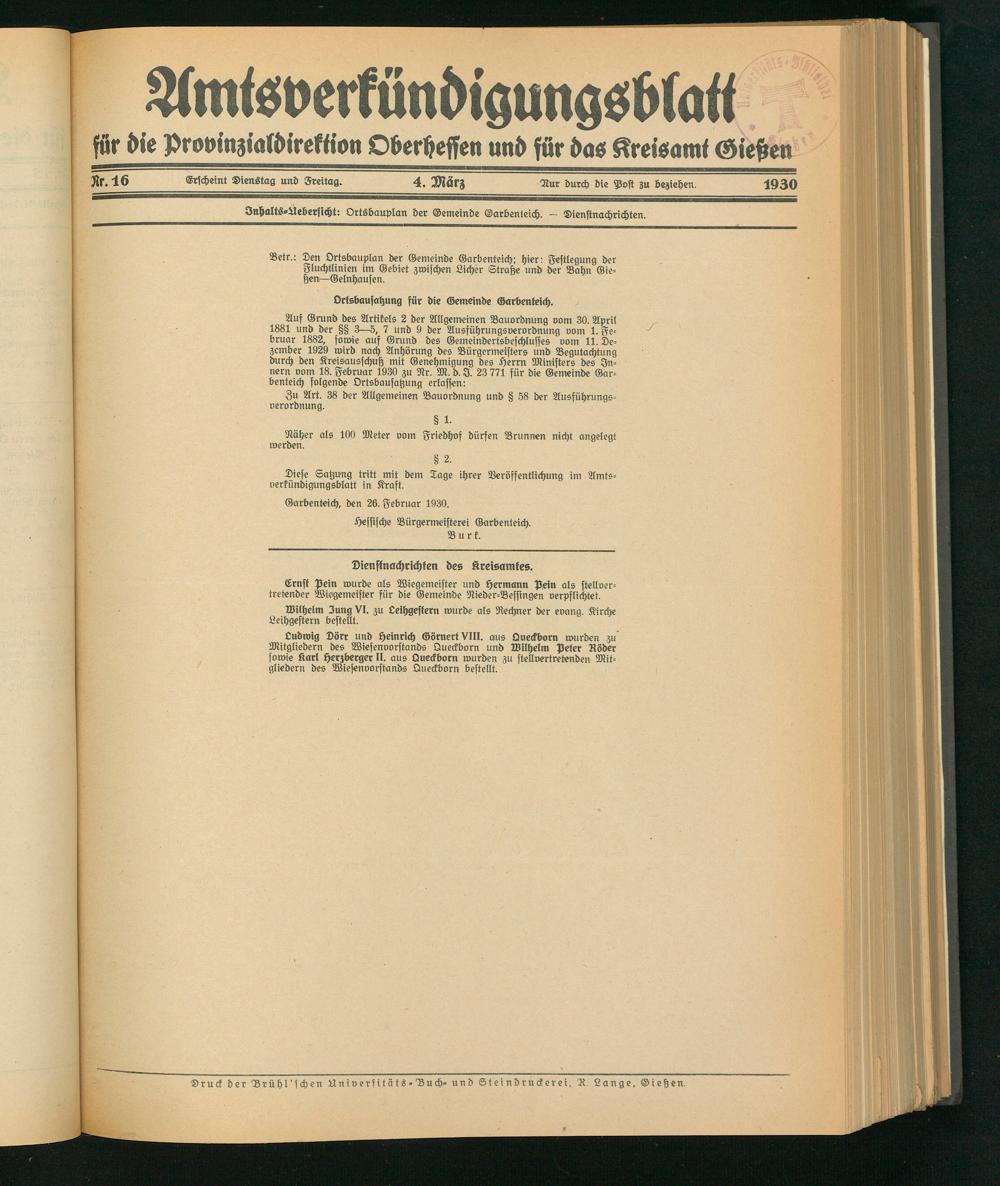 Amtsverkündigungsblatt
für die Provinzialdirektion Oberhessen und für das Kreisamt Gießen
Nr. 16 Erscheint Dienstag und Freitag. 4. März Nur durch die Post zu beziehen. 1930
Inhalts-Uebersicht: Ortsbauplan der Gemeinde Garbenteich. — Dienstnachrichten.
Betr.: Den Ortsbauplan der Gemeinde Garbenteich; hier: Festlegung der
Fluchtlinien im Gebiet zwischen Licher Straße und der Bahn Gie-
ßen—Gelnhausen.
Ortsbausatzung für die Gemeinde Garbenteich.
Auf Grund des Artikels 2 der Allgemeinen Bauordnung vom 30. April
1881 und der §§ 3—5, 7 und 9 der Ausführungsverordnung vom 1. Fe-
bruar 1882, sowie auf Grund des Gemeindertsbeschlusses vom 11. De-
zember 1929 wird nach Anhörung des Bürgermeisters und Begutachtung
durch den Kreisausschuß mit Genehmigung des Herrn Ministers des In-
nern vom 18. Februar 1930 zu Nr. M. d. J. 23 771 für die Gemeinde Gar-
benteich folgende Ortsbausatzung erlassen:
Zu Art. 38 der Allgemeinen Bauordnung und § 58 der Ausführungs-
verordnung.
§ 1.
Näher als 100 Meter vom Friedhof dürfen Brunnen nicht angelegt
werden.
§ 2.
Diese Satzung tritt mit dem Tage ihrer Veröffentlichung im Amts-
verkündigungsblatt in Kraft.
Garbenteich, den 26. Februar 1930.
Hessische Bürgermeisterei Garbenteich.
Burk.
Dienstnachrichten des Kreisamtes.
Ernst Pein wurde als Wiegemeister und Hermann Pein als stellver-
tretender Wiegemeister für die Gemeinde Nieder-Bessingen verpflichtet.
Wilhelm Jung VI. zu Leihgestern wurde als Rechner der evang. Kirche
Leihgestern bestellt.
Ludwig Dörr und Heinrich Görnert VIII. aus Queckborn wurden zu
Mitgliedern des Wiesenvorstands Queckborn und Wilhelm Peter Röder
sowie Karl Herzberger II. aus Queckborn wurden zu stellvertretenden Mit-
gliedern des Wiesenvorstands Queckborn bestellt.
Druck der Brühl'schen Universitäts-Buch- und Steindruckerei, R. Lange, Gießen.